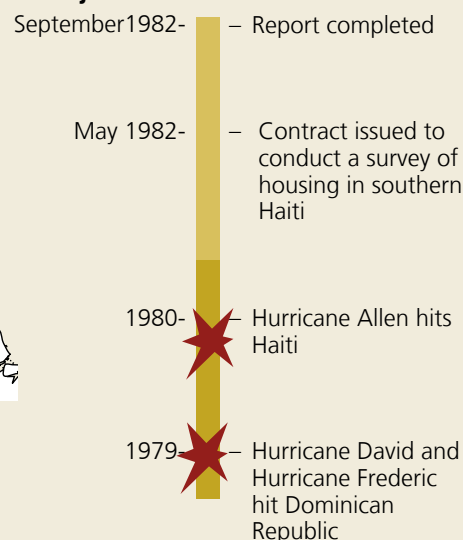 September1982- – Report completed
May 1982- – Contract issued to
conduct a survey of
housing in southern
Haiti
1980- – Hurricane Allen hits
Haiti
1979- – Hurricane David and
Hurricane Frederic
hit Dominican
Republic